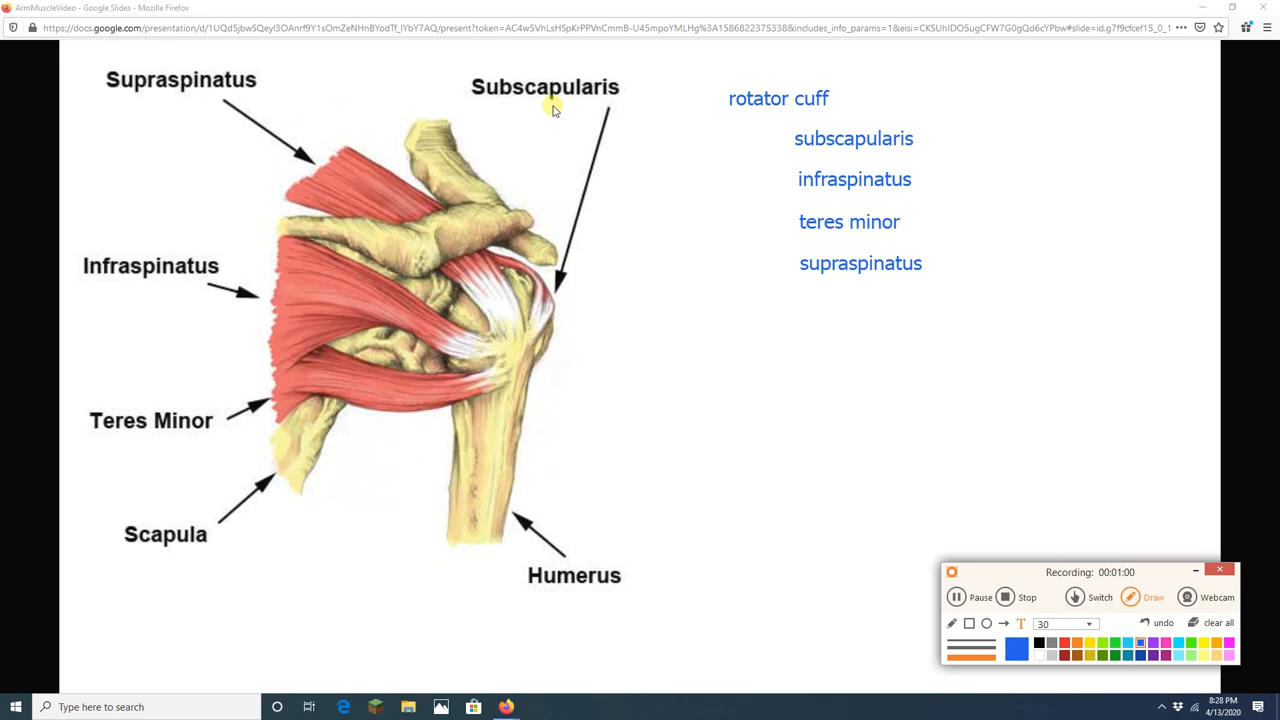 ArmMuscleVideo - Google Slides - Mozilla Firefox
Supraspinatus
Subscapularis
rotator cuff
subscapularis
infraspinatus
teres minor
supraspinatus
Infraspinatus
Teres Minor
Scapula
Humerus
Recording: 00:01:00
Pause Stop Switch Draw Webcam
T 30 undo clear all
Type here to search
8:28 PM
4/13/2020